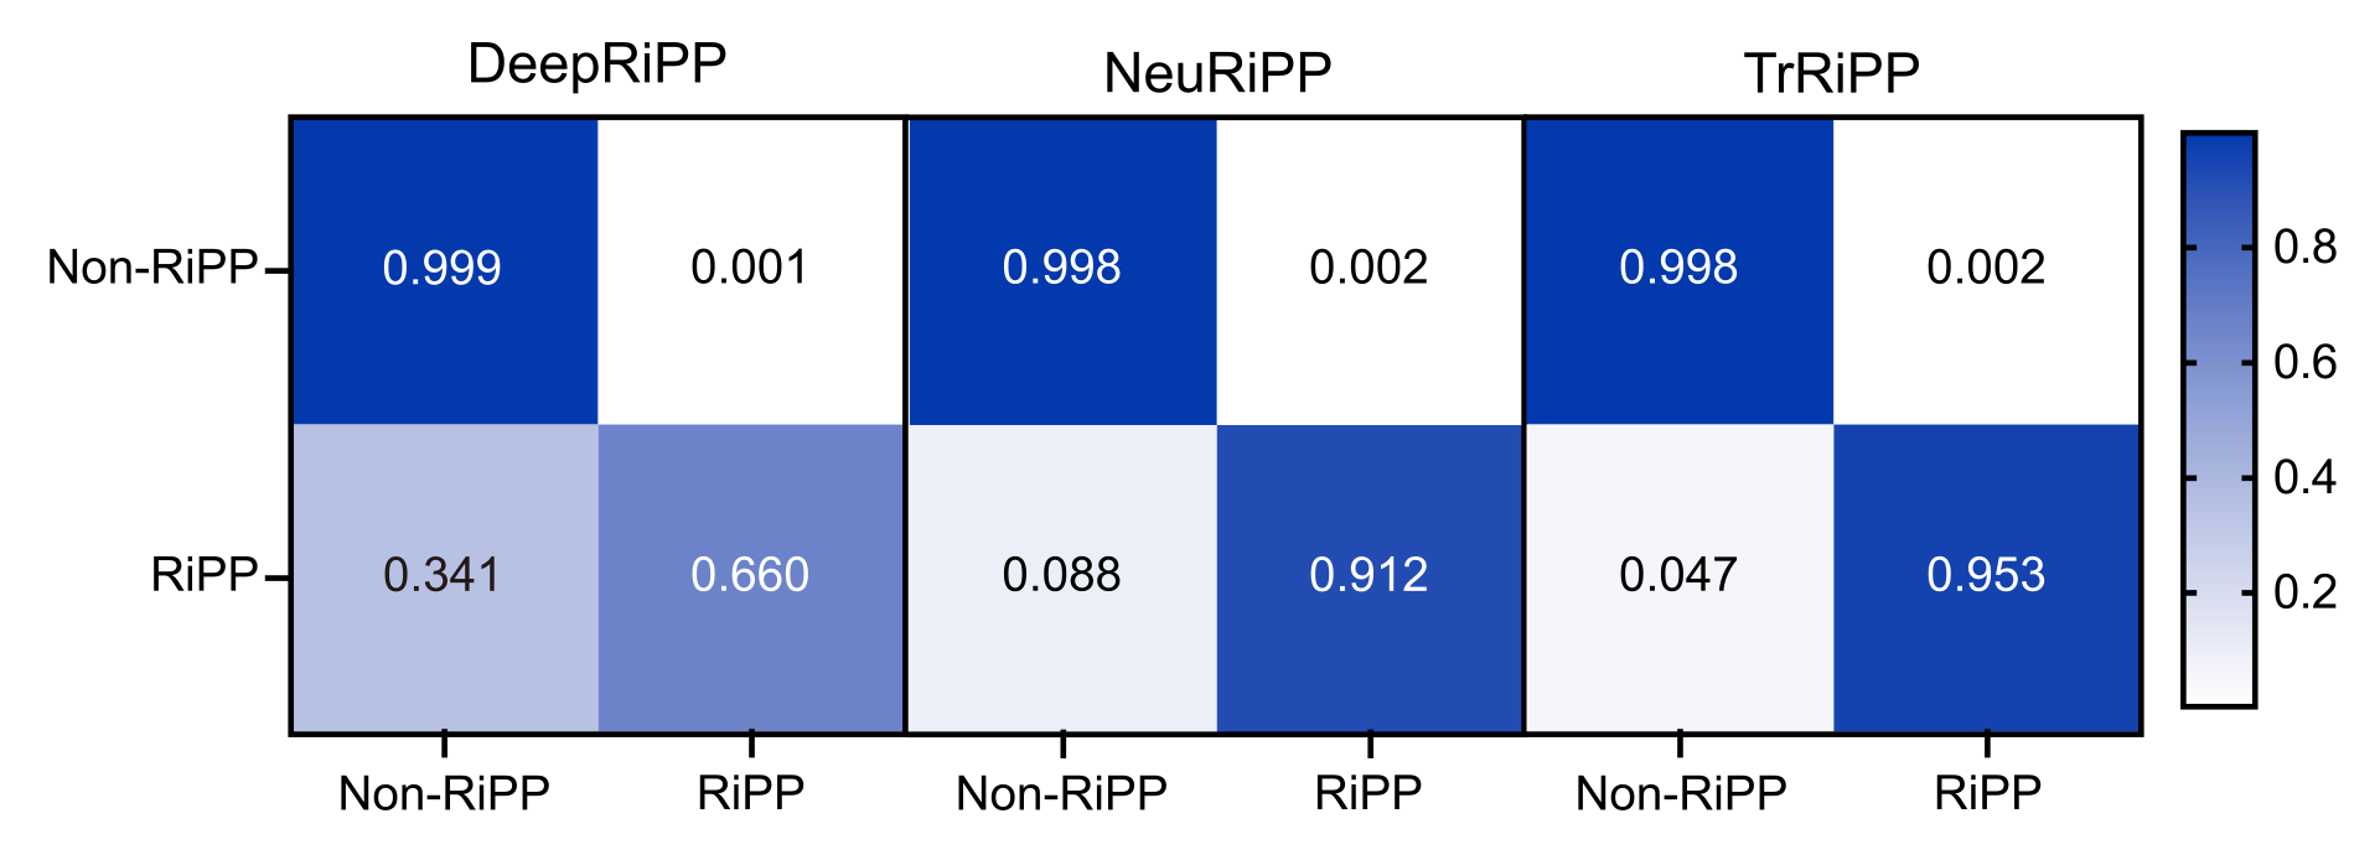 DeepRiPP NeuRiPP TrRiPP
Non-RiPP 0.999 0.001 0.998 0.002 0.998 0.002
0.8
0.6
0.4
RiPP 0.341 0.660 0.088 0.912 0.047 0.953
0.2
Non-RiPP RiPP Non-RiPP RiPP Non-RiPP RiPP